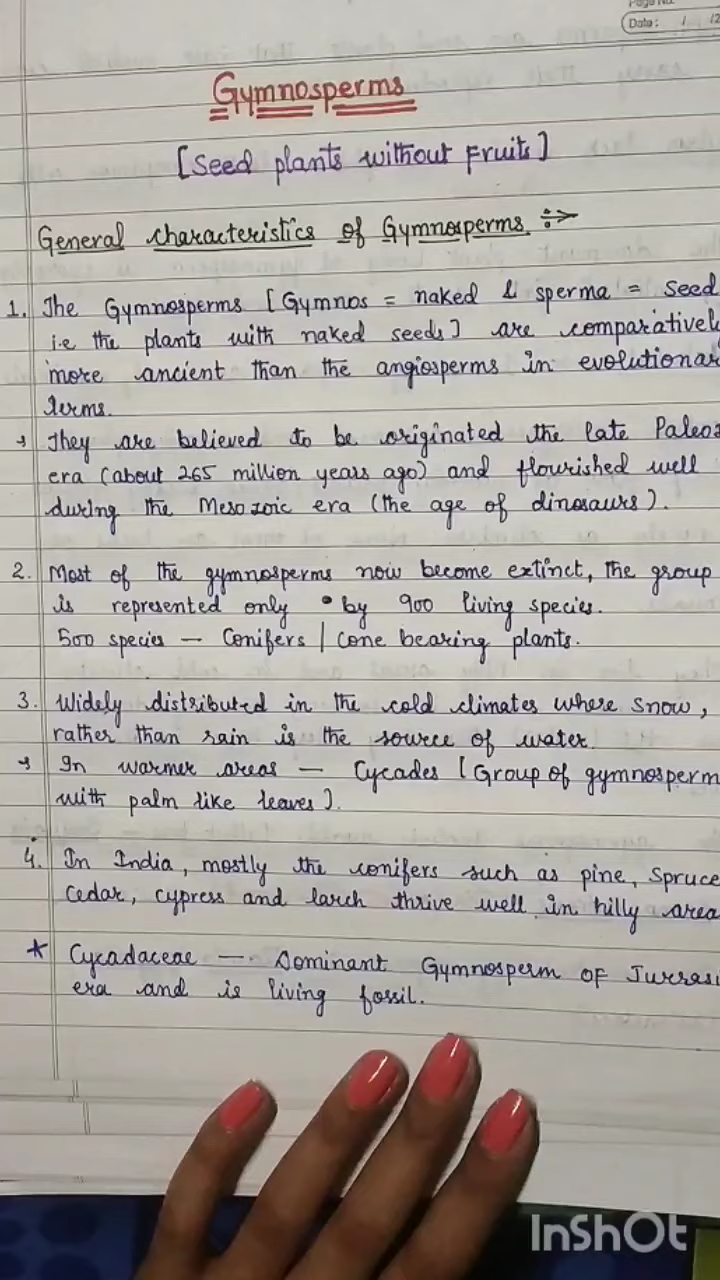 Page No.
Date: / /
Gymnosperms
[Seed plants without fruits]
General characteristics of Gymnosperms ÷>
1. The Gymnosperms [Gymnos = naked & sperma = seed
i.e the plants with naked seeds] are comparativel
more ancient than the angiosperms in evolutionar
terms.
→ They are believed to be originated the late Paleoz
era (about 265 million years ago) and flourished well
during the Mesozoic era (the age of dinosaurs).
2. Most of the gymnosperms now become extinct, the group
is represented only by 900 living species.
500 species — Conifers / cone bearing plants.
3. Widely distributed in the cold climates where snow,
rather than rain is the source of water.
→ In warmer areas — Cycades [Group of gymnosperm
with palm like leaves].
4. In India, mostly the conifers such as pine, Spruce
cedar, cypress and larch thrive well in hilly area
* Cycadaceae — Dominant Gymnosperm of Jurrasi
era and is living fossil.
InShOt